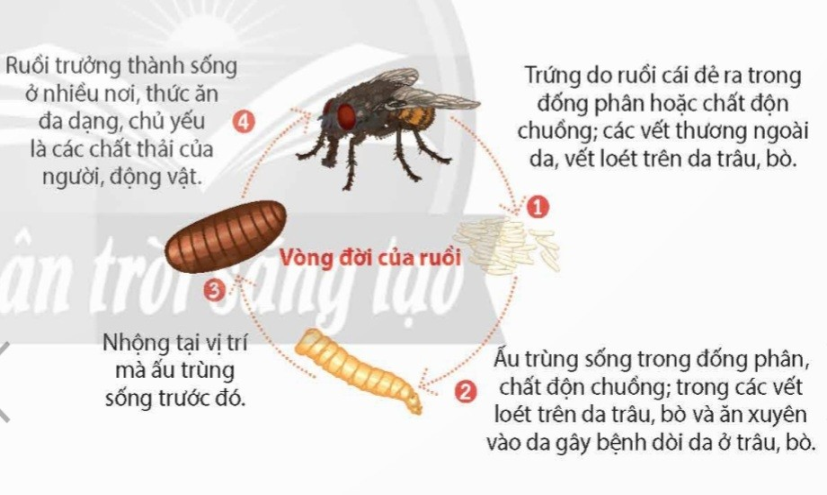 Ruồi trưởng thành sống
ở nhiều nơi, thức ăn
đa dạng, chủ yếu
là các chất thải của
người, động vật.
4
Trứng do ruồi cái đẻ ra trong
đống phân hoặc chất độn
chuồng; các vết thương ngoài
da, vết loét trên da trâu, bò.
1
Vòng đời của ruồi
ân trời sáng tạo
3
Nhộng tại vị trí
mà ấu trùng
sống trước đó.
2
Ấu trùng sống trong đống phân,
chất độn chuồng; trong các vết
loét trên da trâu, bò và ăn xuyên
vào da gây bệnh dòi da ở trâu, bò.